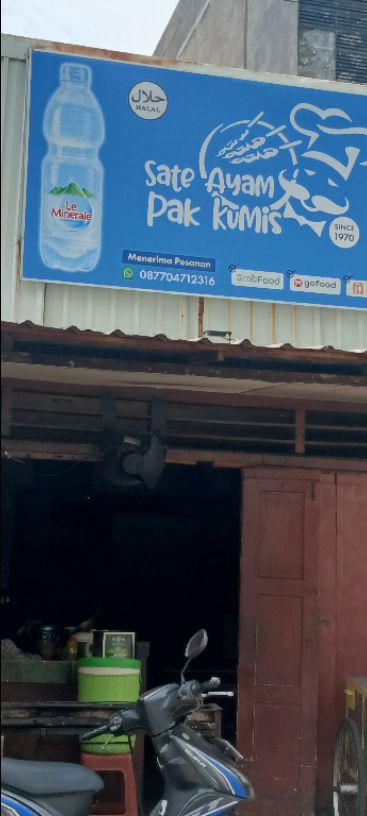 حلال
HALAL
Le
Minerale
Sate Ayam
Pak Kumis
SINCE
1970
Menerima Pesanan
087704712316
GrabFood
gofood